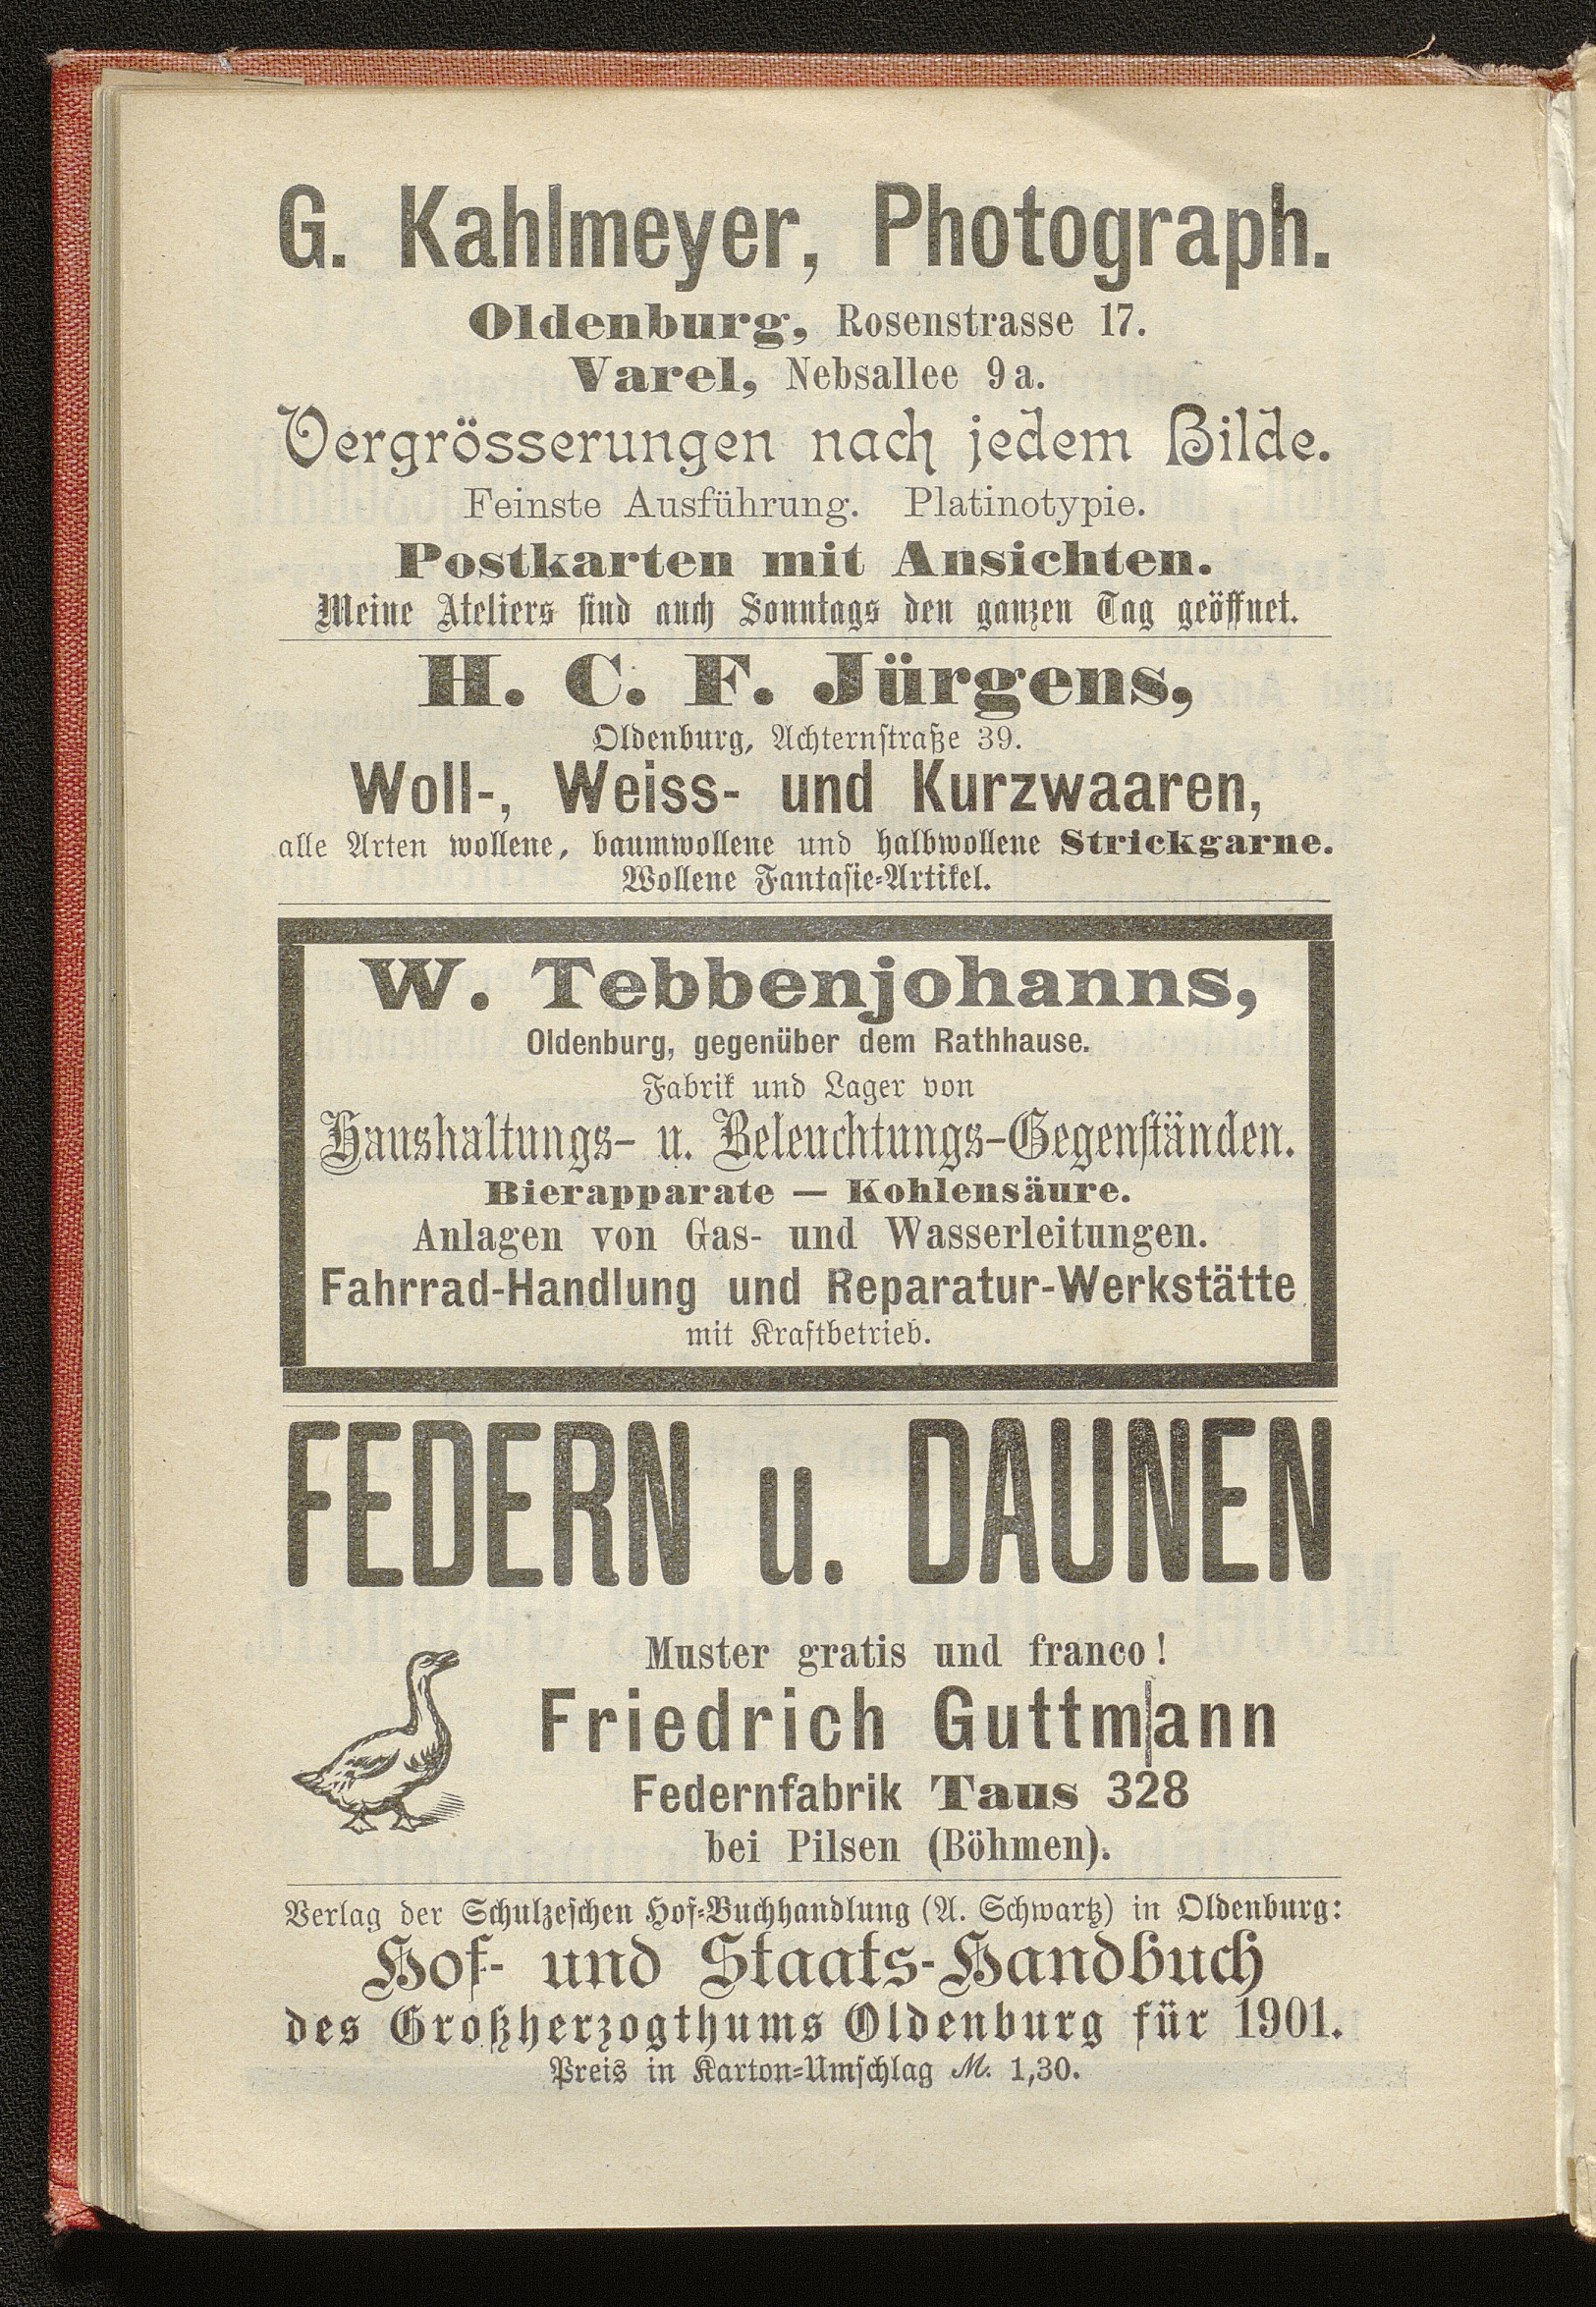 G. Kahlmeyer, Photograph.
Oldenburg, Rosenstrasse 17.
Varel, Nebsallee 9a.
Vergrösserungen nach jedem Bilde.
Feinste Ausführung. Platinotypie.
Postkarten mit Ansichten.
Meine Ateliers sind auch Sonntags den ganzen Tag geöffnet.
H. C. F. Jürgens,
Oldenburg, Achternstraße 39.
Woll-, Weiss- und Kurzwaaren,
alle Arten wollene, baumwollene und halbwollene Strickgarne.
Wollene Fantasie-Artikel.
W. Tebbenjohanns,
Oldenburg, gegenüber dem Rathhause.
Fabrik und Lager von
Haushaltungs- u. Beleuchtungs-Gegenständen.
Bierapparate — Kohlensäure.
Anlagen von Gas- und Wasserleitungen.
Fahrrad-Handlung und Reparatur-Werkstätte
mit Kraftbetrieb.
FEDERN u. DAUNEN
Muster gratis und franco!
Friedrich Guttmann
Federnfabrik Taus 328
bei Pilsen (Böhmen).
Verlag der Schulzeschen Hof-Buchhandlung (A. Schwartz) in Oldenburg:
Hof- und Staats-Handbuch
des Großherzogthums Oldenburg für 1901.
Preis in Karton-Umschlag M. 1,30.